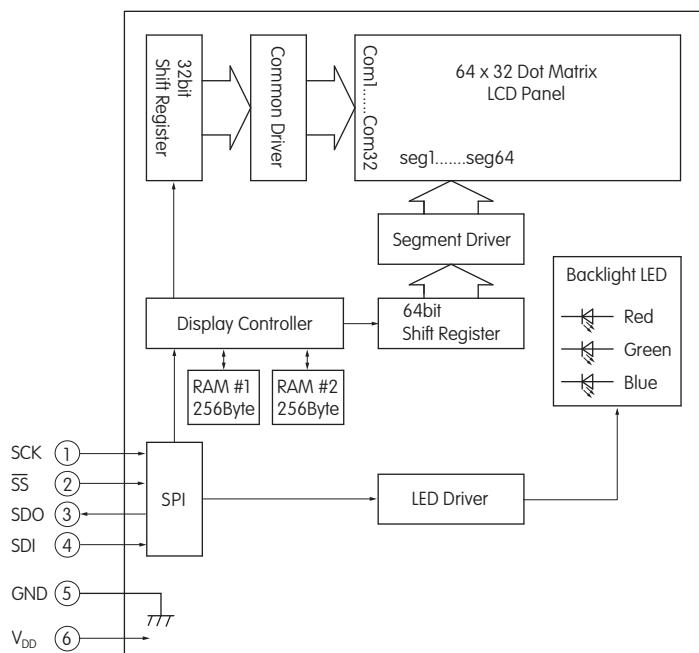 32bit
Shift Register
Common Driver
Com1......Com32
64 x 32 Dot Matrix
LCD Panel
seg1.......seg64
Segment Driver
Backlight LED
Red
Green
Blue
Display Controller
64bit
Shift Register
RAM #1
256Byte
RAM #2
256Byte
SCK 1
S̅S̅ 2
SDO 3
SDI 4
SPI
LED Driver
GND 5
V_DD 6